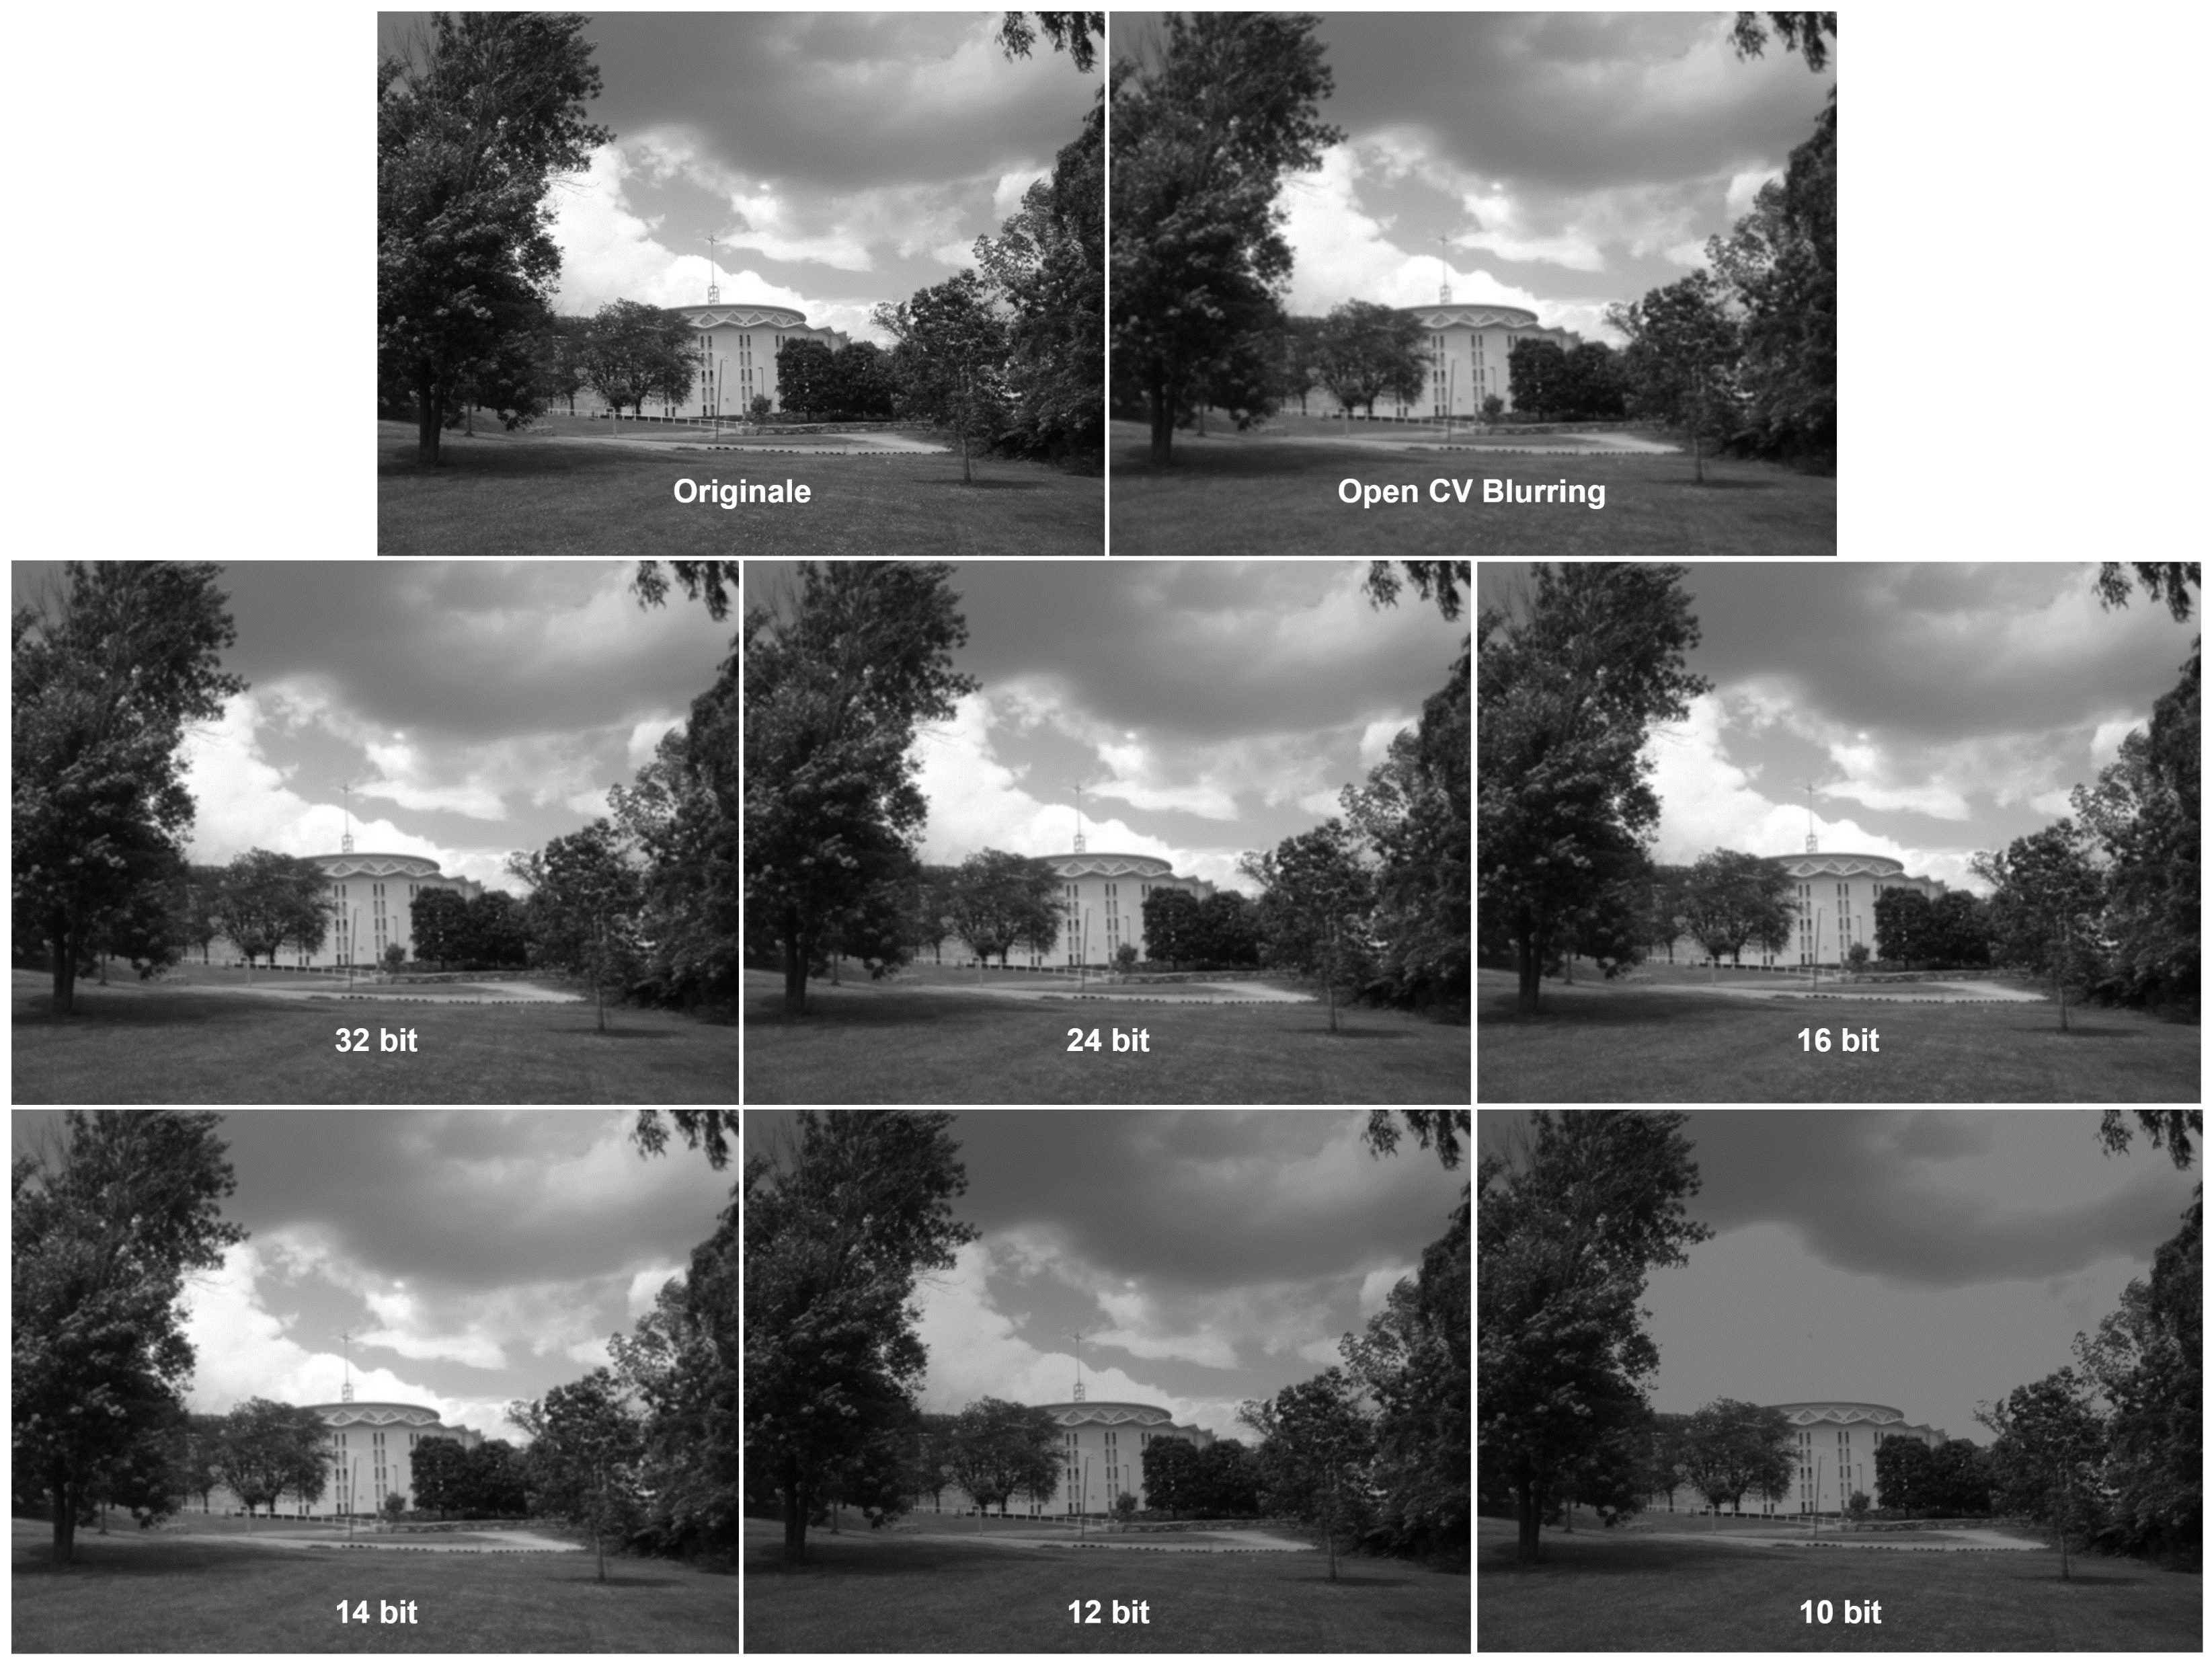 Originale
Open CV Blurring
32 bit
24 bit
16 bit
14 bit
12 bit
10 bit